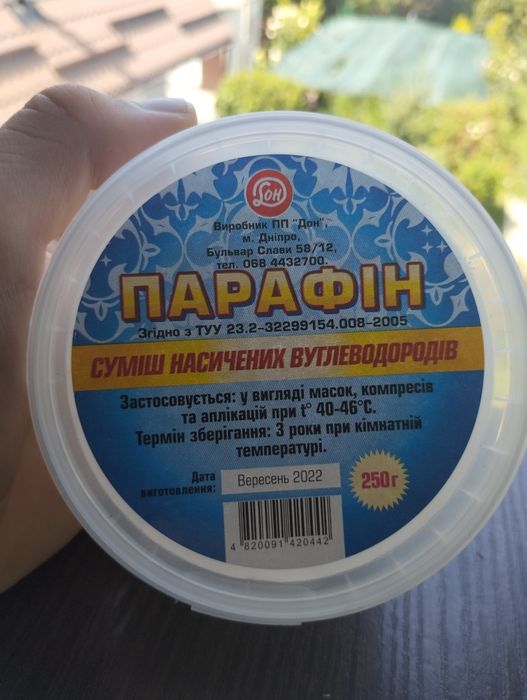 Дон
Виробник ПП "Дон",
м. Дніпро,
Бульвар Слави 58/12,
тел. 068 4432700.
ПАРАФІН
Згідно з ТУУ 23.2-32299154.008-2005
СУМІШ НАСИЧЕНИХ ВУГЛЕВОДОРОДІВ
Застосовується: у вигляді масок, компресів
та аплікацій при t° 40-46°С.
Термін зберігання: 3 роки при кімнатній
температурі.
Дата
виготовлення:
Вересень 2022
250г
4 820091 420442